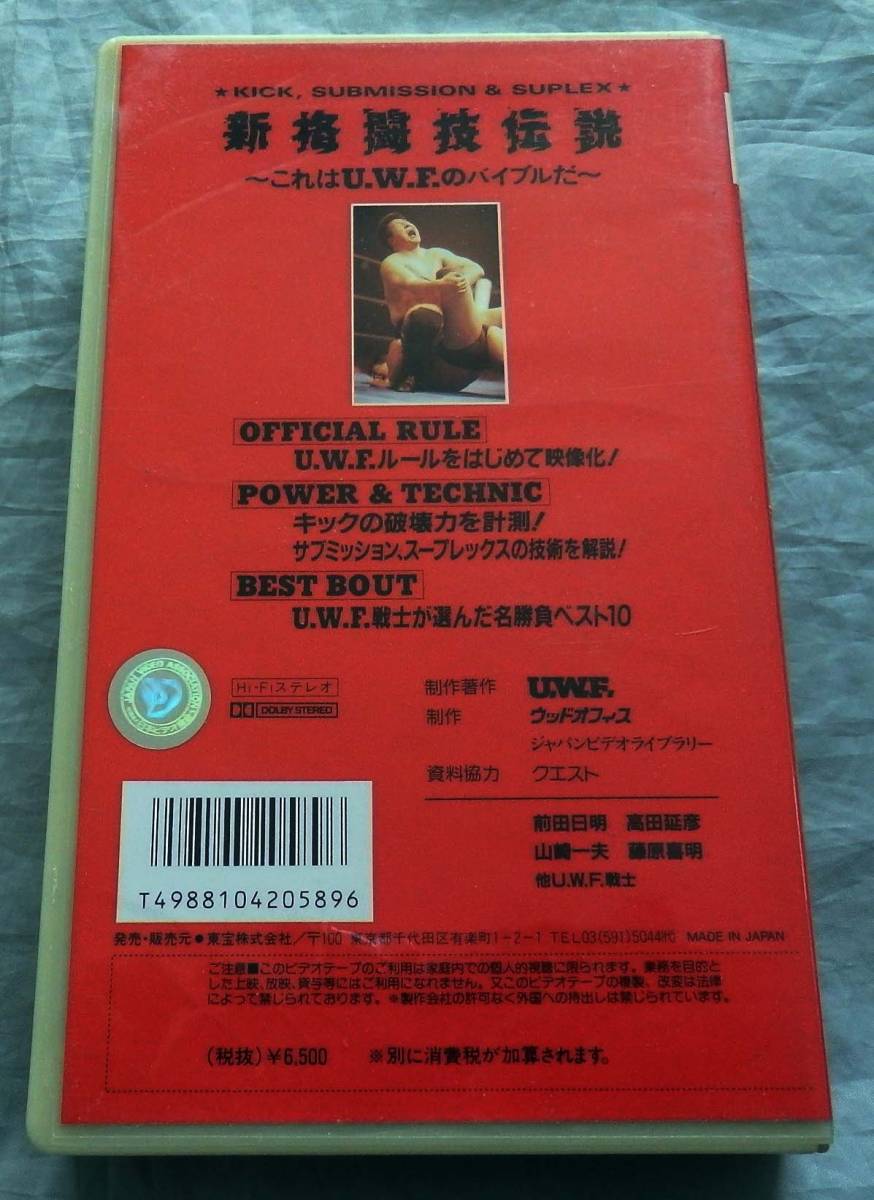 ★KICK, SUBMISSION & SUPLEX★
新格闘技伝説
～これはU.W.F.のバイブルだ～
OFFICIAL RULE
U.W.F.ルールをはじめて映像化!
POWER & TECHNIC
キックの破壊力を計測!
サブミッション、スープレックスの技術を解説!
BEST BOUT
U.W.F.戦士が選んだ名勝負ベスト10
Hi-Fiステレオ
DOLBY STEREO
JAPAN VIDEO ASSOCIATION
制作著作 U.W.F.
制作 ウッドオフィス
ジャパンビデオライブラリー
資料協力 クエスト
前田日明 高田延彦
山崎一夫 藤原喜明
他U.W.F.戦士
T4988104205896
発売・販売元●東宝株式会社/〒100 東京都千代田区有楽町1-2-1 TEL03(591)5044㈹ MADE IN JAPAN
ご注意■このビデオテープのご利用は家庭内での個人的視聴に限られます。業務を目的と
した上映、放映、賃与等にはご利用になれません。又このビデオテープの複製、改変は法律
によって禁じられております。※製作会社の許可なく外国への持出しは禁じられています。
(税抜)¥6,500 ※別に消費税が加算されます。